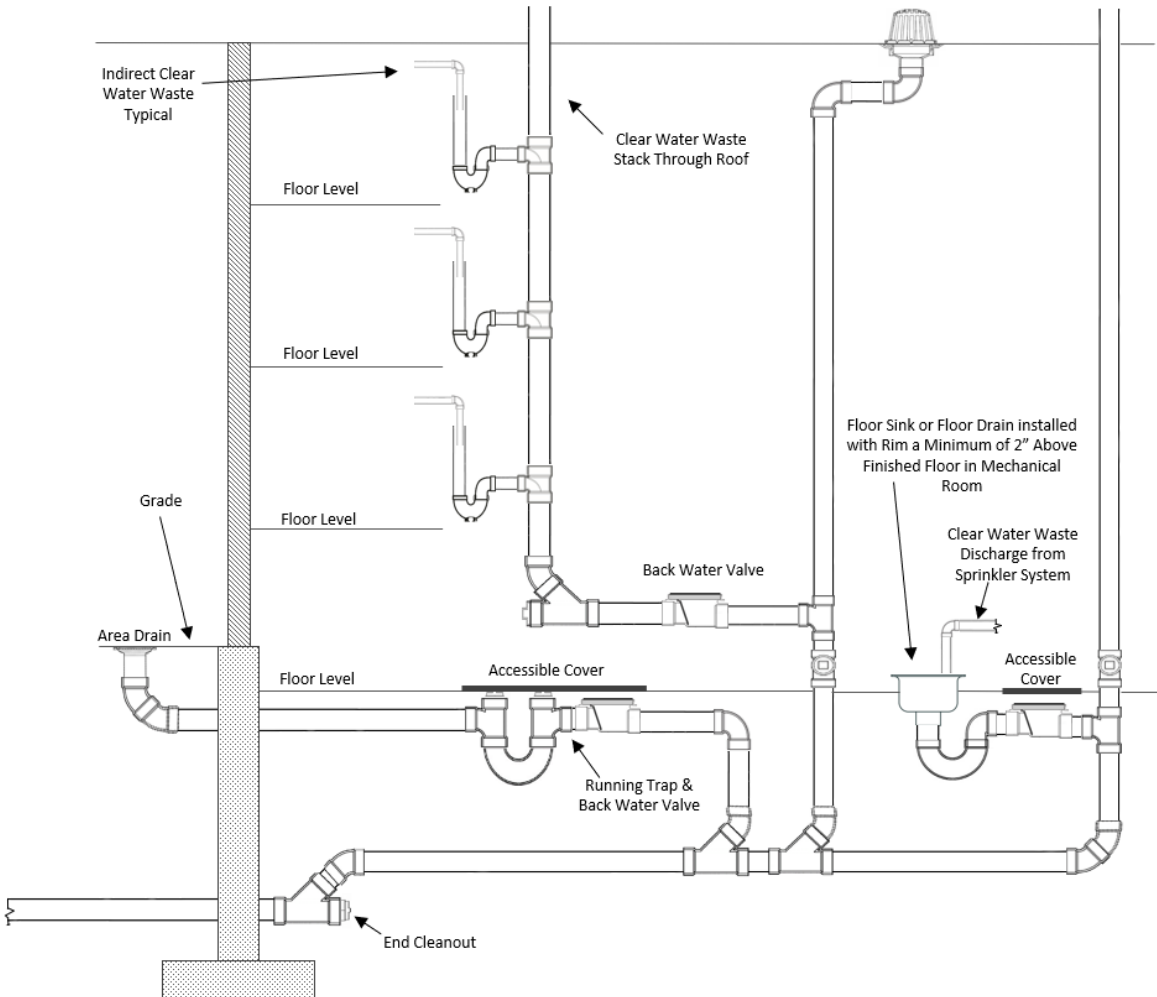 Indirect Clear
Water Waste
Typical
Clear Water Waste
Stack Through Roof
Floor Level
Floor Level
Floor Level
Floor Sink or Floor Drain installed
with Rim a Minimum of 2” Above
Finished Floor in Mechanical
Room
Grade
Back Water Valve
Clear Water Waste
Discharge from
Sprinkler System
Area Drain
Floor Level
Accessible Cover
Accessible
Cover
Running Trap &
Back Water Valve
End Cleanout